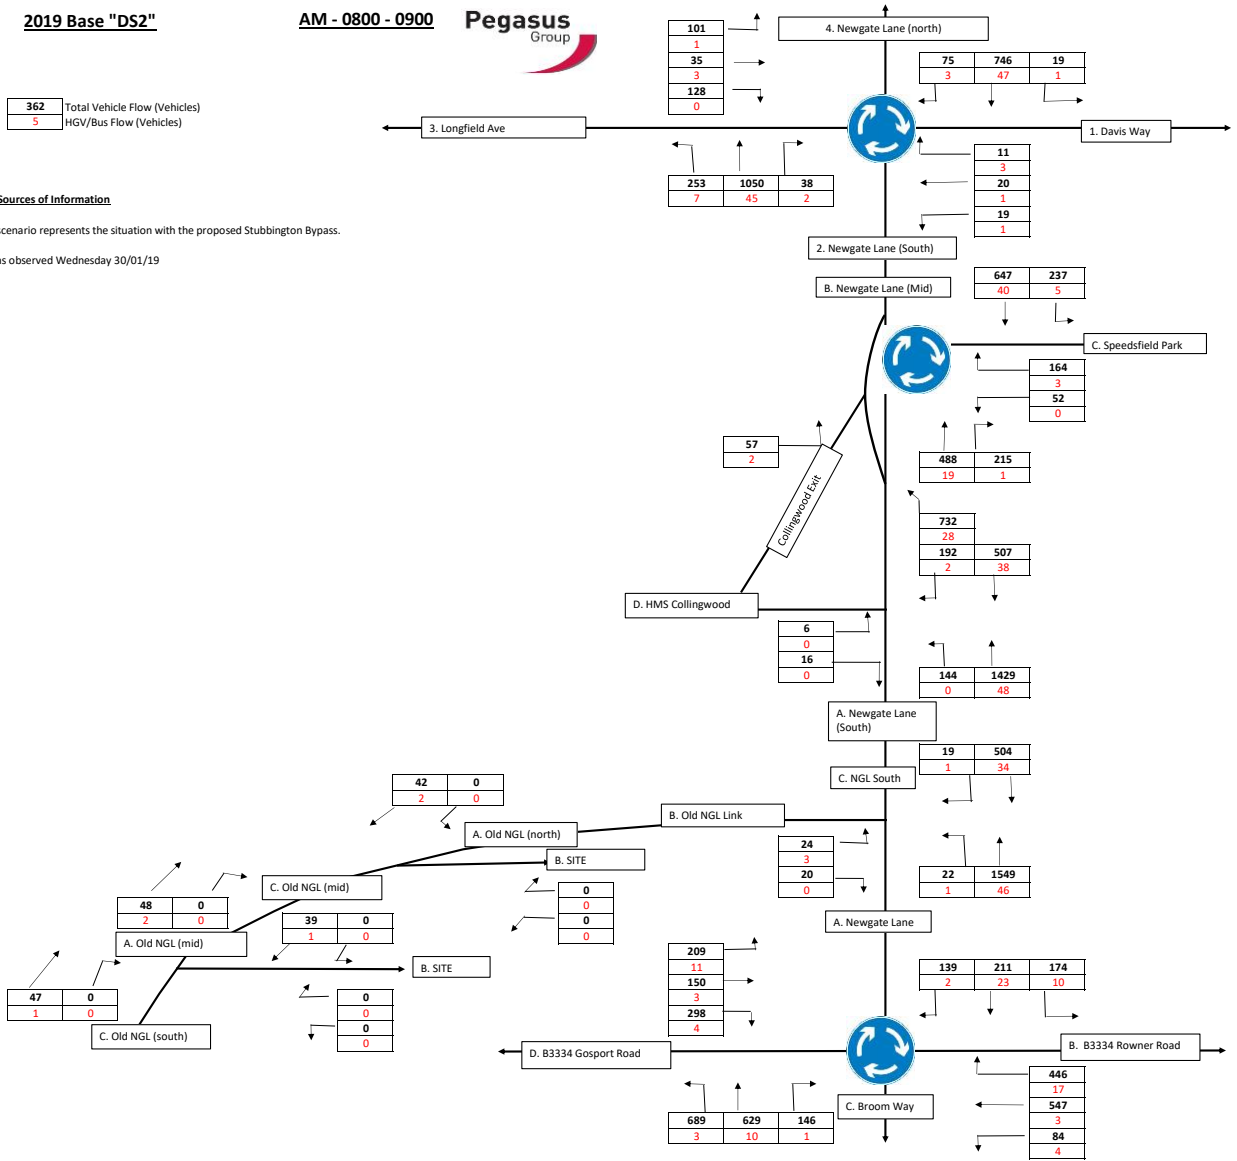 2019 Base "DS2"
AM - 0800 - 0900
Pegasus
Group
362 Total Vehicle Flow (Vehicles)
5 HGV/Bus Flow (Vehicles)
Sources of Information
scenario represents the situation with the proposed Stubbington Bypass.
s observed Wednesday 30/01/19
101
1
35
3
128
0
4. Newgate Lane (north)
75 746 19
3 47 1
3. Longfield Ave
1. Davis Way
253 1050 38
7 45 2
11
3
20
1
19
1
2. Newgate Lane (South)
B. Newgate Lane (Mid)
647 237
40 5
C. Speedsfield Park
164
3
52
0
57
2
488 215
19 1
Collingwood Exit
732
28
192 507
2 38
D. HMS Collingwood
6
0
16
0
144 1429
0 48
A. Newgate Lane
(South)
19 504
1 34
C. NGL South
42 0
2 0
B. Old NGL Link
A. Old NGL (north)
24
3
20
0
22 1549
1 46
B. SITE
C. Old NGL (mid)
0
0
0
0
48 0
2 0
39 0
1 0
A. Newgate Lane
A. Old NGL (mid)
B. SITE
209
11
150
3
298
4
139 211 174
2 23 10
47 0
1 0
0
0
0
0
C. Old NGL (south)
D. B3334 Gosport Road
B. B3334 Rowner Road
446
17
547
3
84
4
C. Broom Way
689 629 146
3 10 1